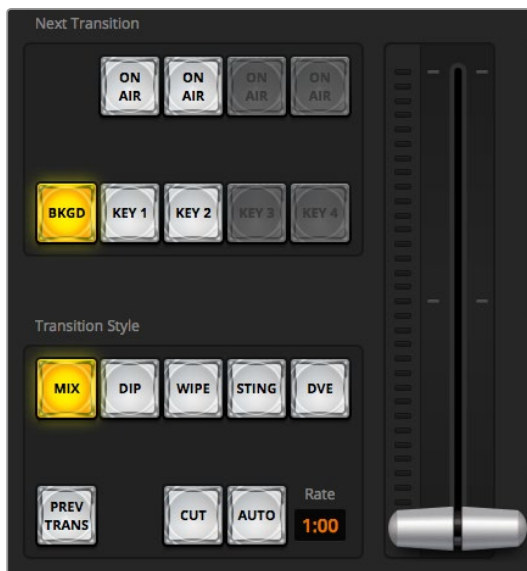 Next Transition
ON AIR ON AIR ON AIR ON AIR
BKGD KEY 1 KEY 2 KEY 3 KEY 4
Transition Style
MIX DIP WIPE STING DVE
Rate
PREV TRANS CUT AUTO 1:00